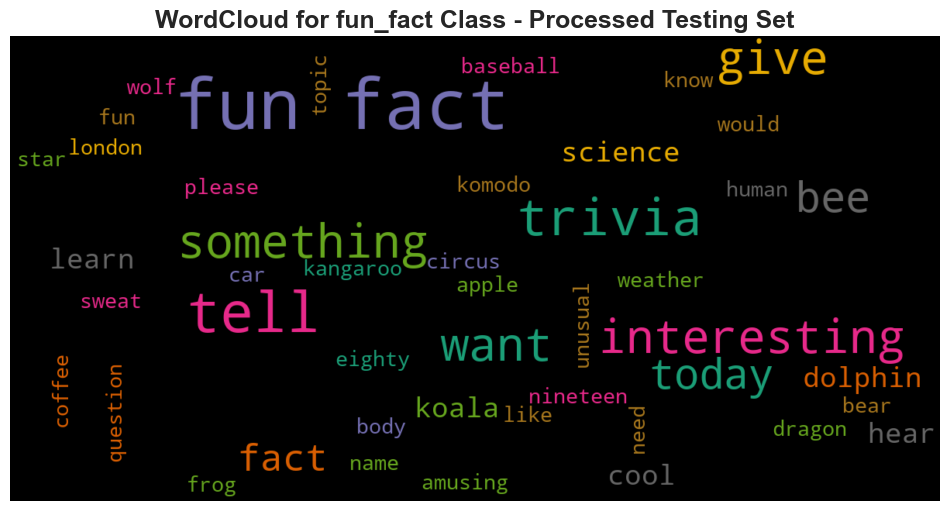 WordCloud for fun_fact Class - Processed Testing Set
give
baseball
topic
know
wolf
fun fact
fun
would
london
science
star
please
komodo
human
bee
trivia
something
learn
kangaroo
circus
car
apple
weather
sweat
tell
unusual
interesting
want
eighty
today
dolphin
coffee
question
nineteen
koala
like
bear
body
need
dragon
hear
fact
name
cool
frog
amusing